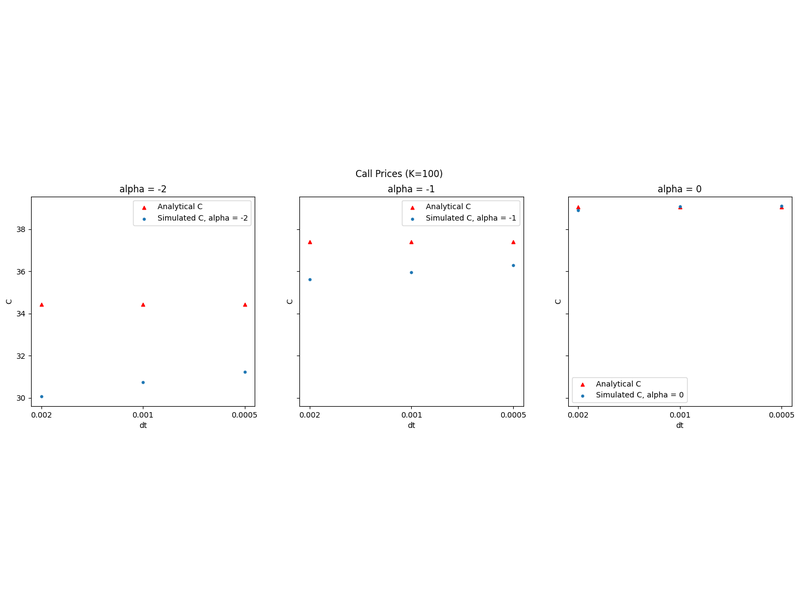 Call Prices (K=100)
alpha = -2
Analytical C
Simulated C, alpha = -2
C
38
36
34
32
30
0.002
0.001
0.0005
dt
alpha = -1
Analytical C
Simulated C, alpha = -1
C
0.002
0.001
0.0005
dt
alpha = 0
C
Analytical C
Simulated C, alpha = 0
0.002
0.001
0.0005
dt